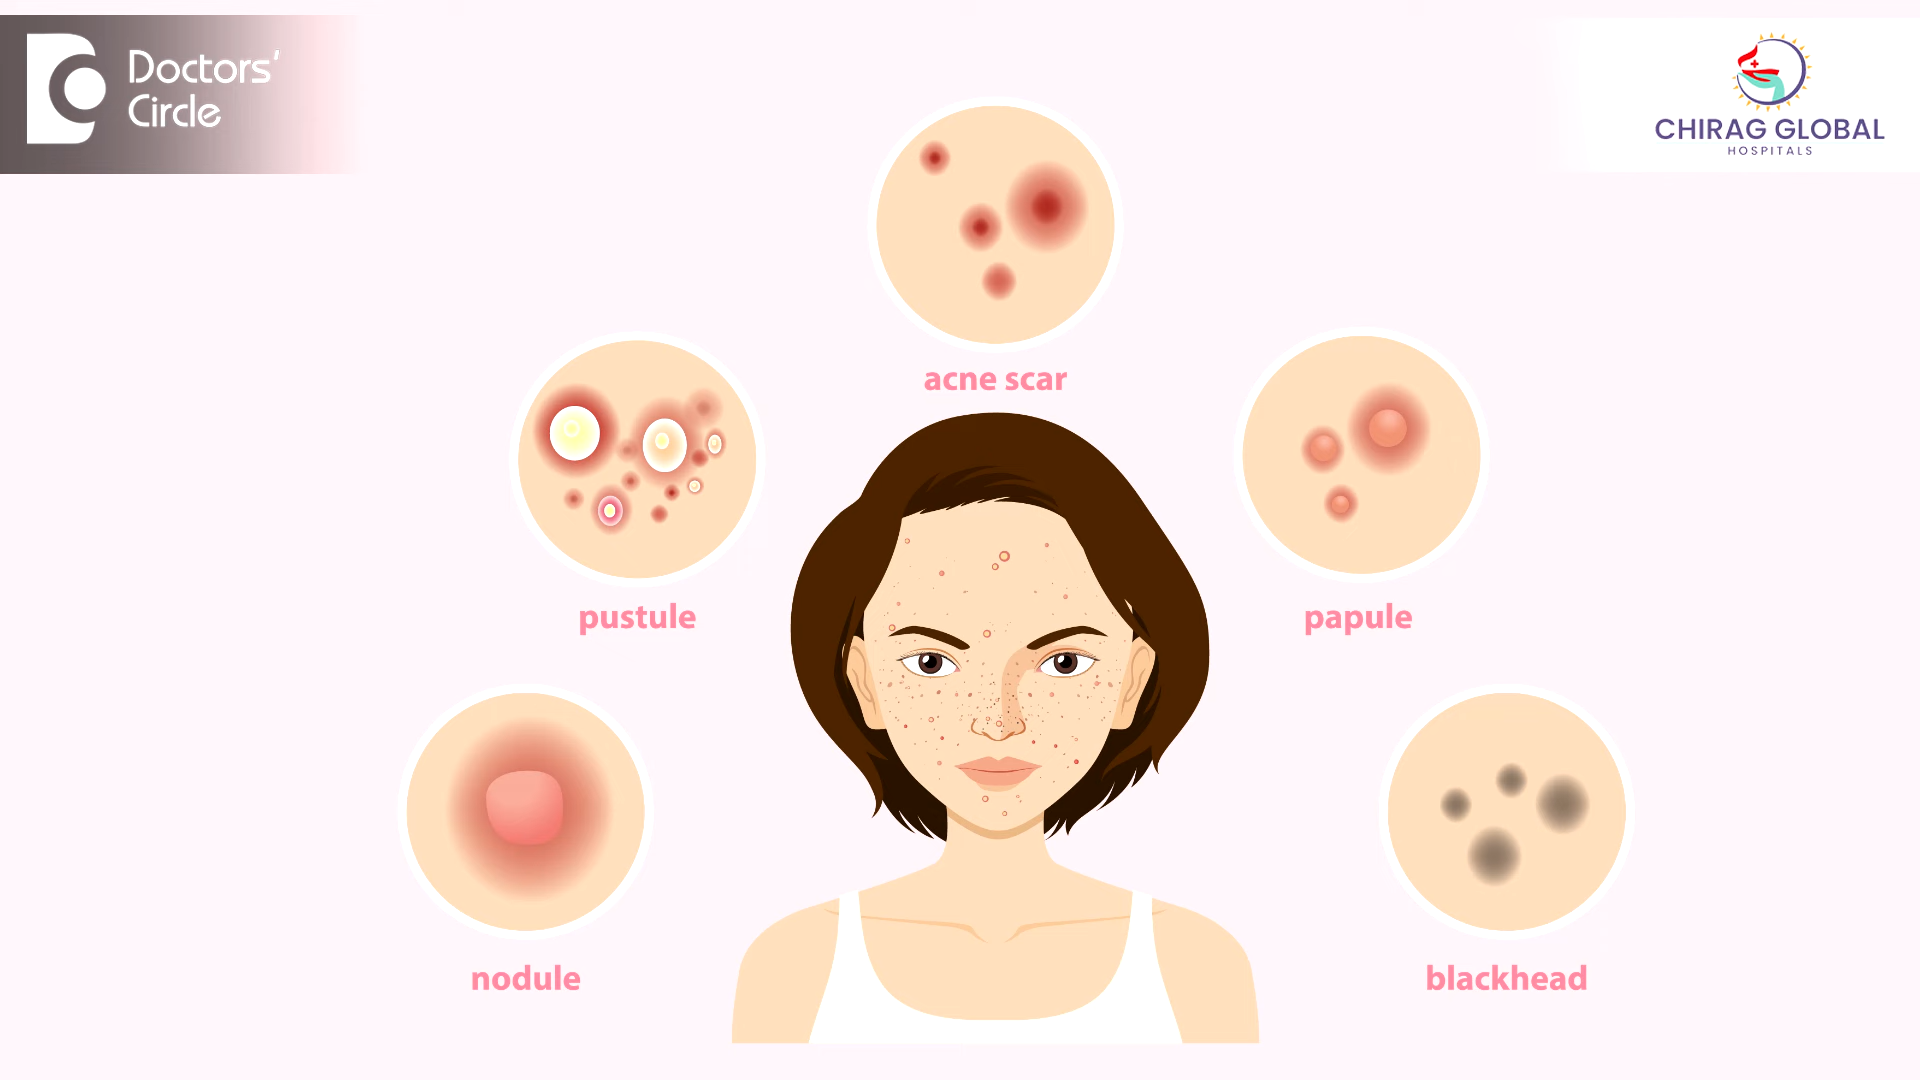 Doctors'
Circle
CHIRAG GLOBAL
HOSPITALS
acne scar
pustule
papule
nodule
blackhead